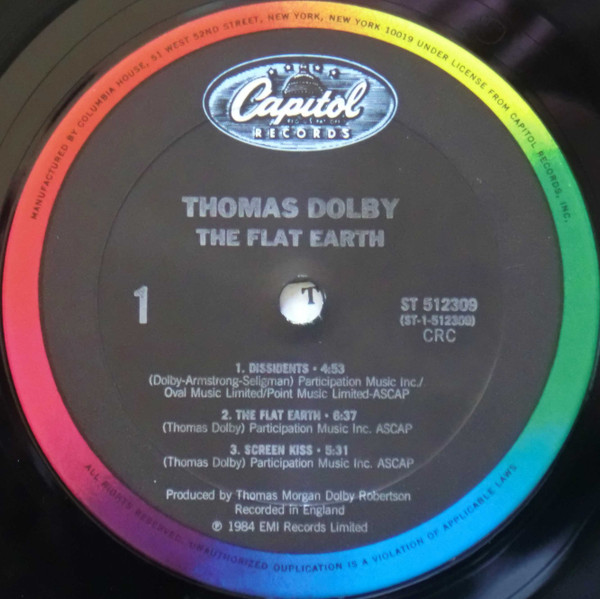 MANUFACTURED BY COLUMBIA HOUSE, 51 WEST 52ND STREET, NEW YORK, NEW YORK 10019 UNDER LICENSE FROM CAPITOL RECORDS, INC.
Capitol
RECORDS
THOMAS DOLBY
THE FLAT EARTH
1
T
ST 512309
(ST-1-512309)
CRC
1. DISSIDENTS • 4:53
(Dolby-Armstrong-Seligman) Participation Music Inc./
Oval Music Limited/Point Music Limited-ASCAP
2. THE FLAT EARTH • 6:37
(Thomas Dolby) Participation Music Inc. ASCAP
3. SCREEN KISS • 5:31
(Thomas Dolby) Participation Music Inc. ASCAP
Produced by Thomas Morgan Dolby Robertson
Recorded in England
℗ 1984 EMI Records Limited
ALL RIGHTS RESERVED. UNAUTHORIZED DUPLICATION IS A VIOLATION OF APPLICABLE LAWS